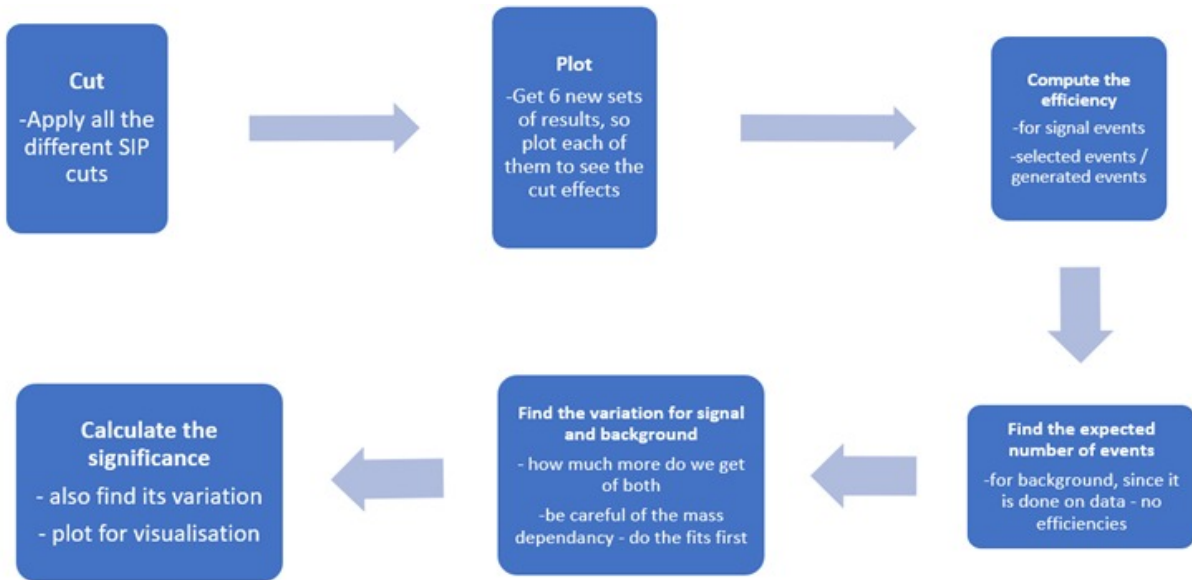 Cut
-Apply all the
different SIP
cuts
Plot
-Get 6 new sets
of results, so
plot each of
them to see the
cut effects
Compute the
efficiency
-for signal events
-selected events /
generated events
Find the expected
number of events
-for background, since it
is done on data - no
efficiencies
Find the variation for signal
and background
- how much more do we get
of both
-be careful of the mass
dependancy - do the fits first
Calculate the
significance
- also find its variation
- plot for visualisation